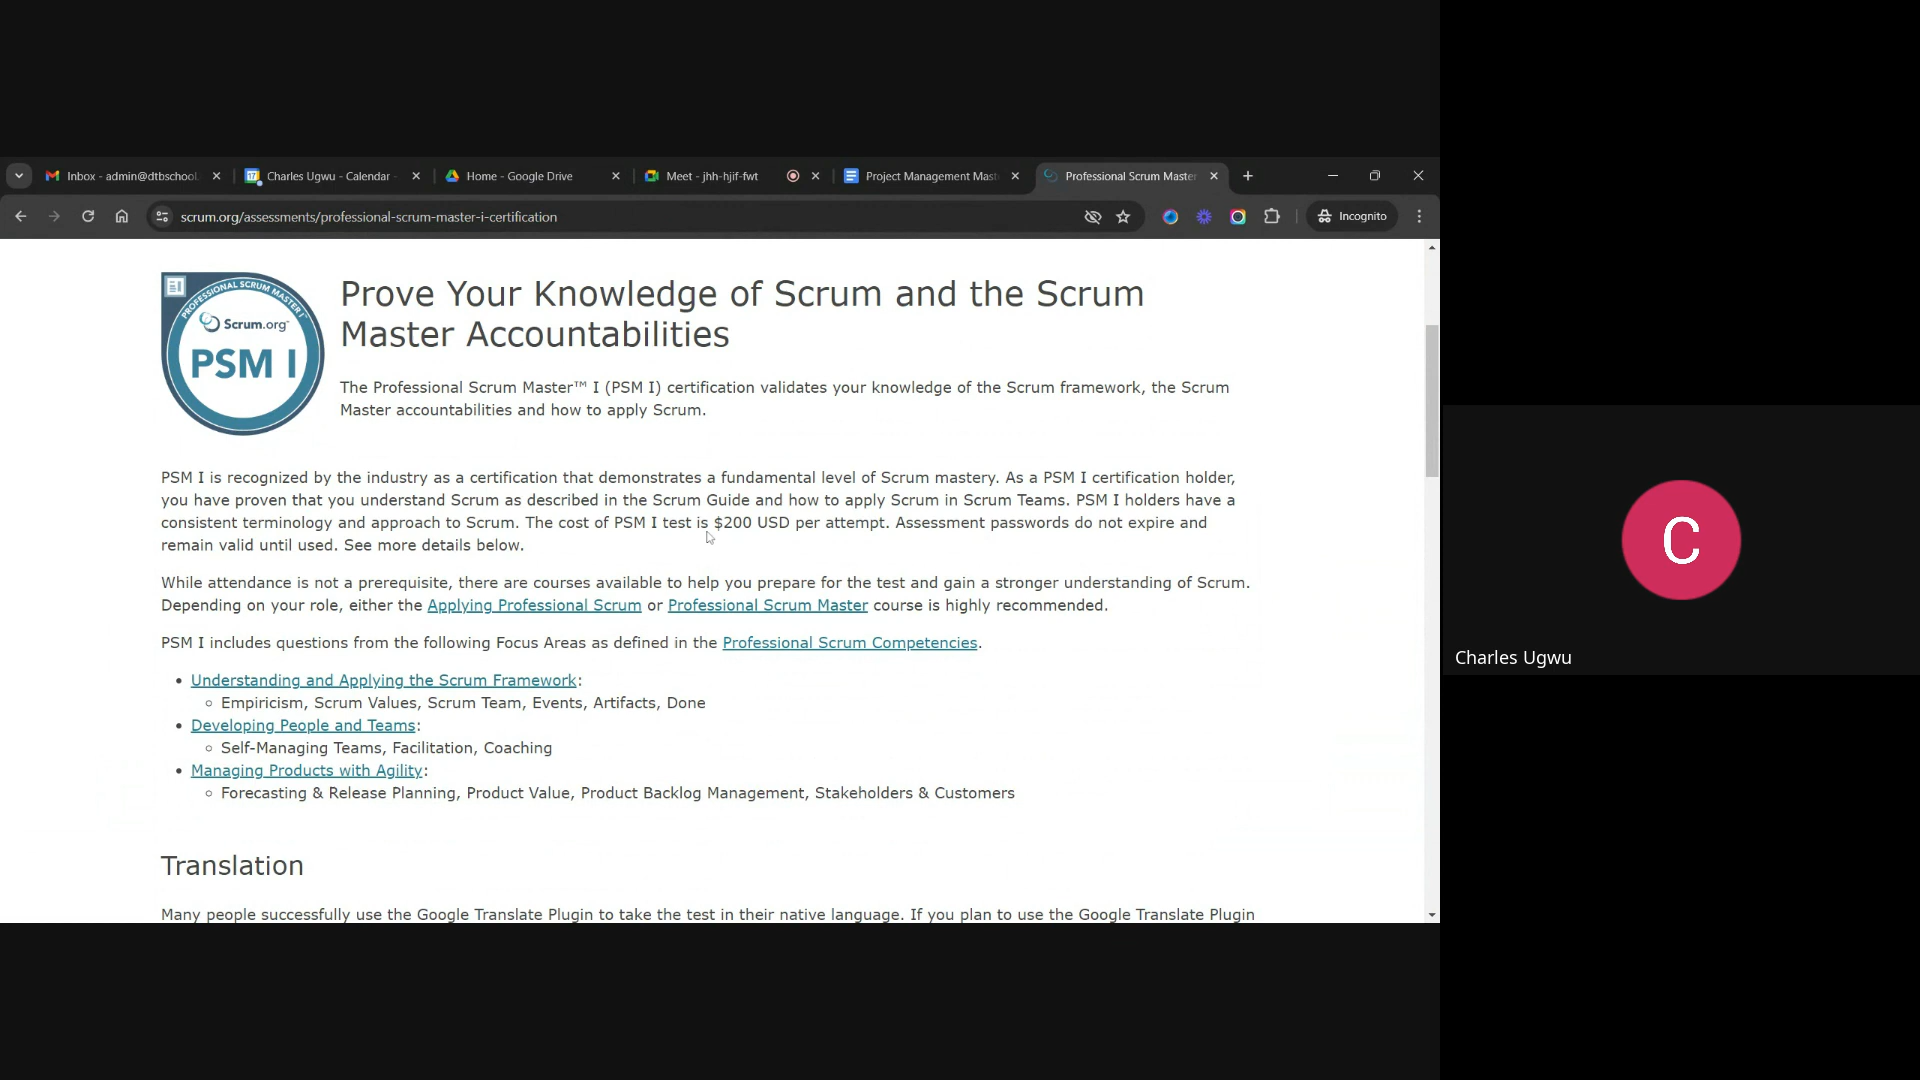 Inbox - admin@dtbschool.
Charles Ugwu - Calendar -
Home - Google Drive
Meet - jhh-hjif-fwt
Project Management Mast
Professional Scrum Master
scrum.org/assessments/professional-scrum-master-i-certification
Incognito
PROFESSIONAL SCRUM MASTER I™
Scrum.org™
PSM I
Prove Your Knowledge of Scrum and the Scrum
Master Accountabilities
The Professional Scrum Master™ I (PSM I) certification validates your knowledge of the Scrum framework, the Scrum
Master accountabilities and how to apply Scrum.
PSM I is recognized by the industry as a certification that demonstrates a fundamental level of Scrum mastery. As a PSM I certification holder,
you have proven that you understand Scrum as described in the Scrum Guide and how to apply Scrum in Scrum Teams. PSM I holders have a
consistent terminology and approach to Scrum. The cost of PSM I test is $200 USD per attempt. Assessment passwords do not expire and
remain valid until used. See more details below.
While attendance is not a prerequisite, there are courses available to help you prepare for the test and gain a stronger understanding of Scrum.
Depending on your role, either the Applying Professional Scrum or Professional Scrum Master course is highly recommended.
PSM I includes questions from the following Focus Areas as defined in the Professional Scrum Competencies.
• Understanding and Applying the Scrum Framework:
◦ Empiricism, Scrum Values, Scrum Team, Events, Artifacts, Done
• Developing People and Teams:
◦ Self-Managing Teams, Facilitation, Coaching
• Managing Products with Agility:
◦ Forecasting & Release Planning, Product Value, Product Backlog Management, Stakeholders & Customers
Translation
Many people successfully use the Google Translate Plugin to take the test in their native language. If you plan to use the Google Translate Plugin
C
Charles Ugwu